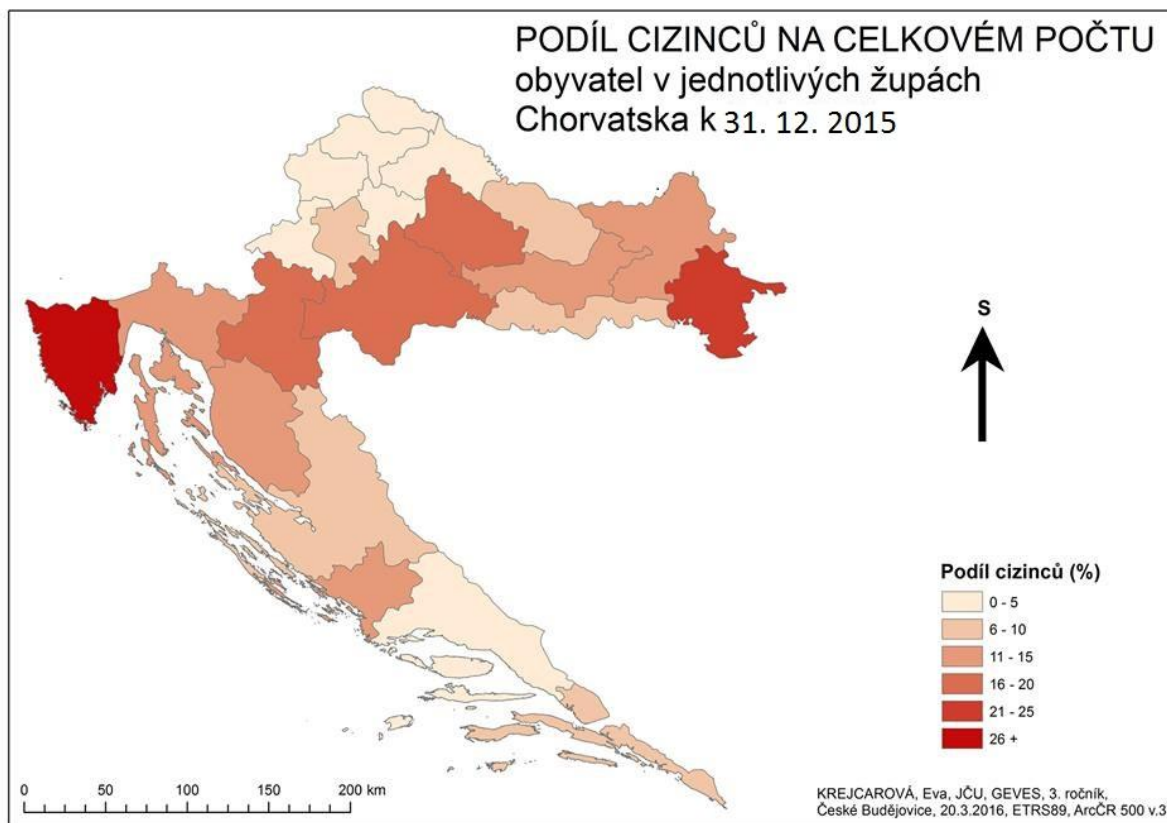 PODÍL CIZINCŮ NA CELKOVÉM POČTU
obyvatel v jednotlivých župách
Chorvatska k 31. 12. 2015
S
Podíl cizinců (%)
0 - 5
6 - 10
11 - 15
16 - 20
21 - 25
26 +
0 50 100 150 200 km
KREJCAROVÁ, Eva, JČU, GEVES, 3. ročník,
České Budějovice, 20.3.2016, ETRS89, ArcČR 500 v.3